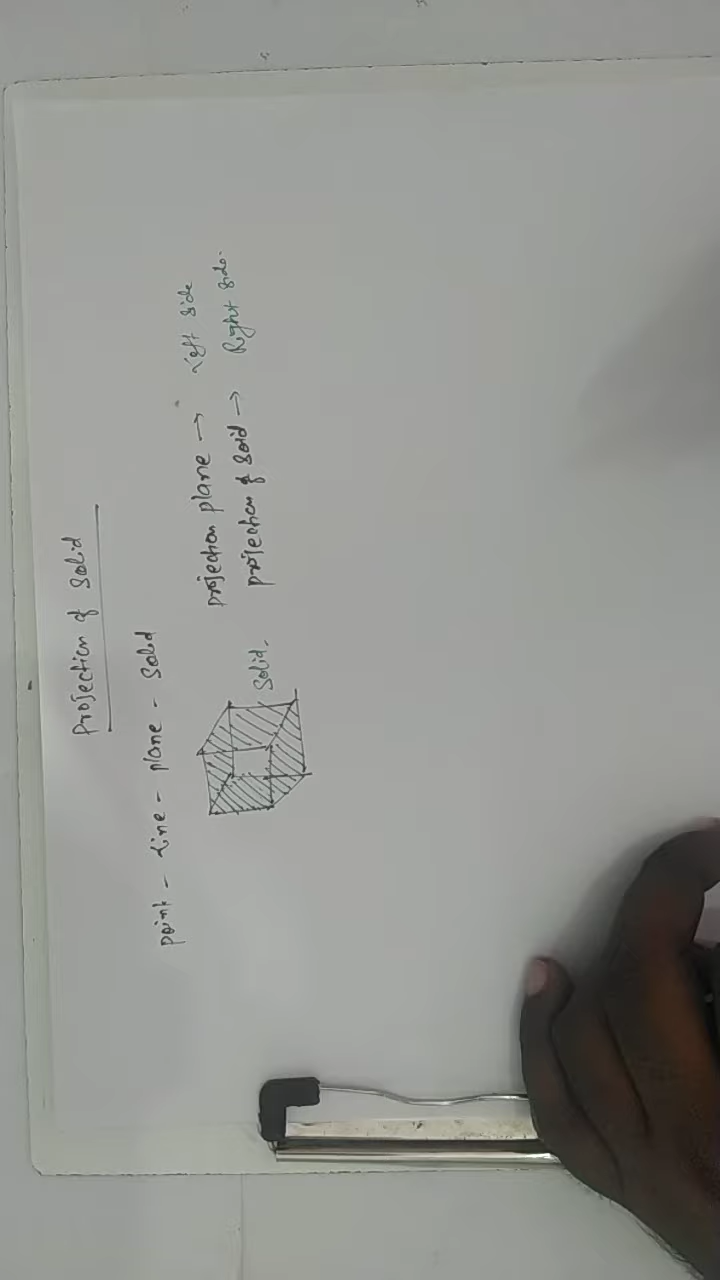 Projection of Solid
Point - Line - plane - Solid
Solid.
projection plane → Left side
projection of Solid → Right side.